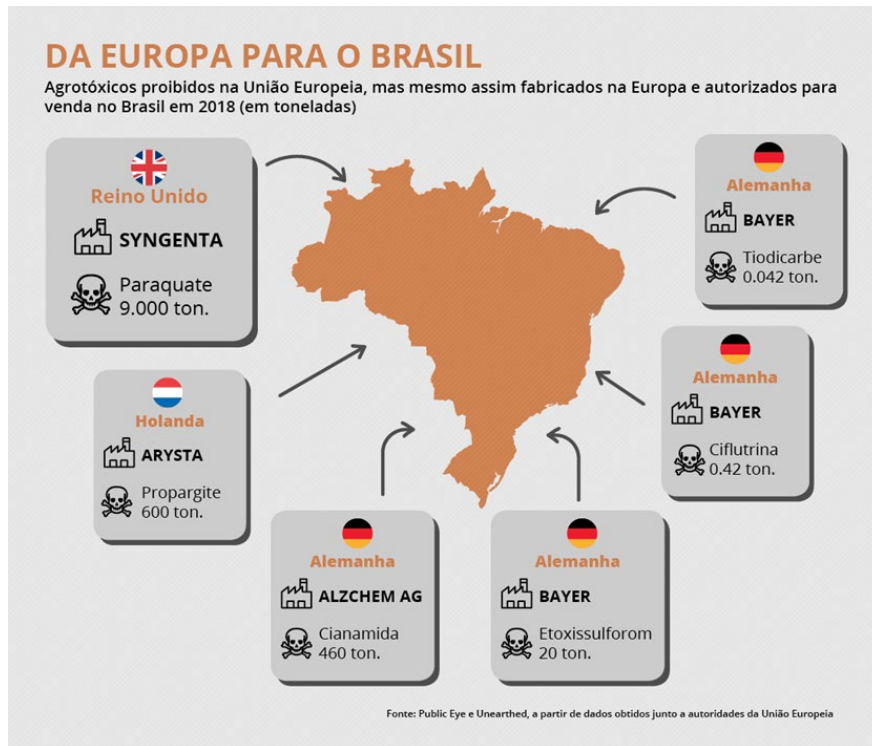 DA EUROPA PARA O BRASIL
Agrotóxicos proibidos na União Europeia, mas mesmo assim fabricados na Europa e autorizados para
venda no Brasil em 2018 (em toneladas)
Reino Unido
SYNGENTA
Paraquate
9.000 ton.
Alemanha
BAYER
Tiodicarbe
0.042 ton.
Alemanha
BAYER
Ciflutrina
0.42 ton.
Holanda
ARYSTA
Propargite
600 ton.
Alemanha
ALZCHEM AG
Cianamida
460 ton.
Alemanha
BAYER
Etoxissulforom
20 ton.
Fonte: Public Eye e Unearthed, a partir de dados obtidos junto a autoridades da União Europeia